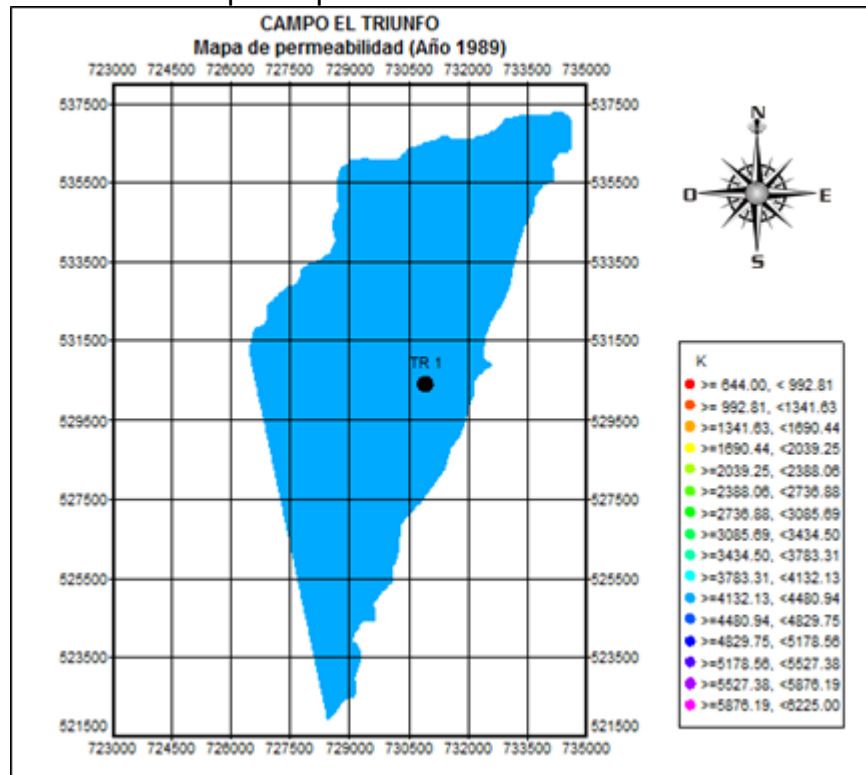 CAMPO EL TRIUNFO
Mapa de permeabilidad (Año 1989)
723000 724500 726000 727500 729000 730500 732000 733500 735000
537500 537500
N
535500 535500
O E
533500 533500
S
531500 531500
TR 1
529500 529500
527500 527500
525500 525500
523500 523500
521500 521500
723000 724500 726000 727500 729000 730500 732000 733500 735000
K
>= 644.00, < 992.81
>= 992.81, <1341.63
>=1341.63, <1690.44
>=1690.44, <2039.25
>=2039.25, <2388.06
>=2388.06, <2736.88
>=2736.88, <3085.69
>=3085.69, <3434.50
>=3434.50, <3783.31
>=3783.31, <4132.13
>=4132.13, <4480.94
>=4480.94, <4829.75
>=4829.75, <5178.56
>=5178.56, <5527.38
>=5527.38, <5876.19
>=5876.19, <6225.00